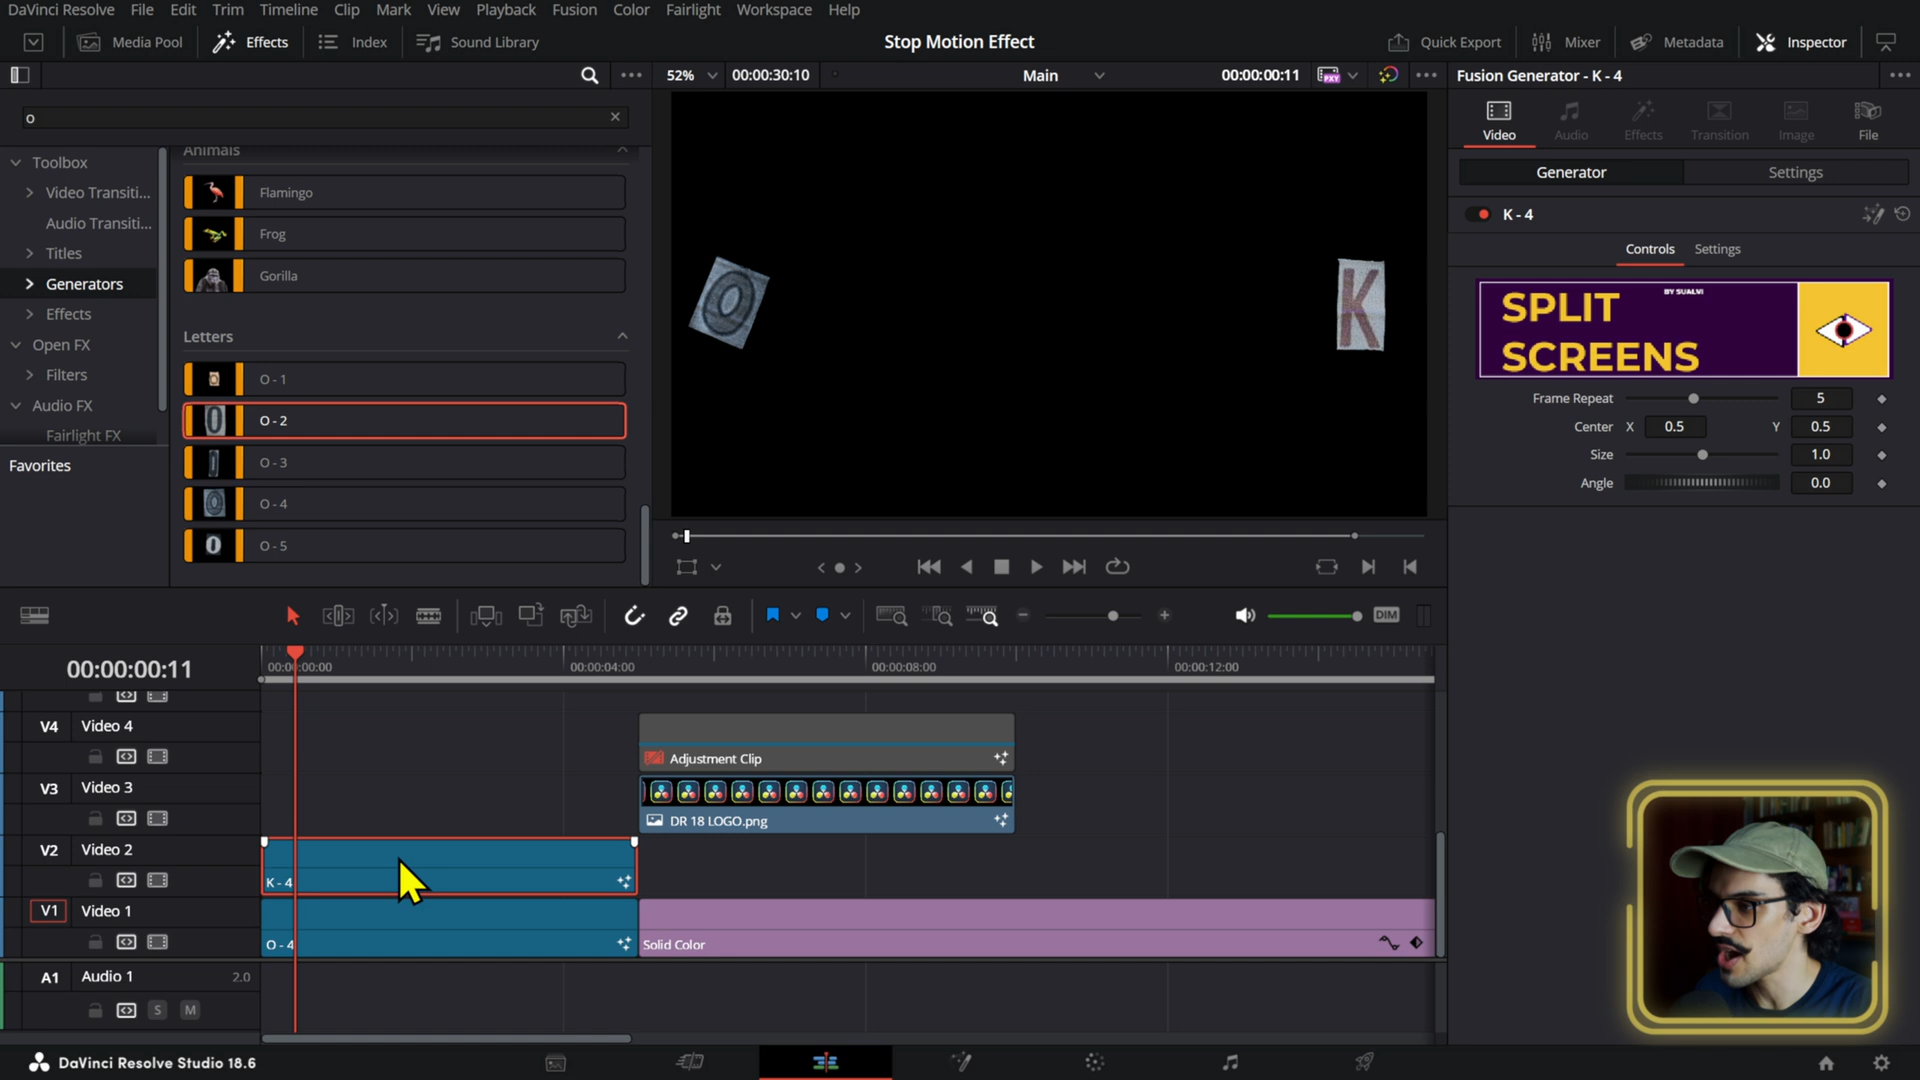 DaVinci Resolve File Edit Trim Timeline Clip Mark View Playback Fusion Color Fairlight Workspace Help
Media Pool Effects Index Sound Library Stop Motion Effect Quick Export Mixer Metadata Inspector
52% 00:00:30:10 Main 00:00:00:11 PXY Fusion Generator - K - 4
o
Video Audio Effects Transition Image File
Toolbox
Video Transiti...
Audio Transiti...
Titles
Generators
Effects
Open FX
Filters
Audio FX
Fairlight FX
Favorites
Animals
Flamingo
Frog
Gorilla
Letters
O - 1
O - 2
O - 3
O - 4
O - 5
O K
Generator Settings
K - 4
Controls Settings
SPLIT BY SUALVI
SCREENS
Frame Repeat 5
Center X 0.5 Y 0.5
Size 1.0
Angle 0.0
DIM
00:00:00:11 00:00:00:00 00:00:04:00 00:00:08:00 00:00:12:00
V4 Video 4
Adjustment Clip
V3 Video 3
DR 18 LOGO.png
V2 Video 2
K - 4
V1 Video 1
O - 4 Solid Color
A1 Audio 1 2.0
S M
DaVinci Resolve Studio 18.6